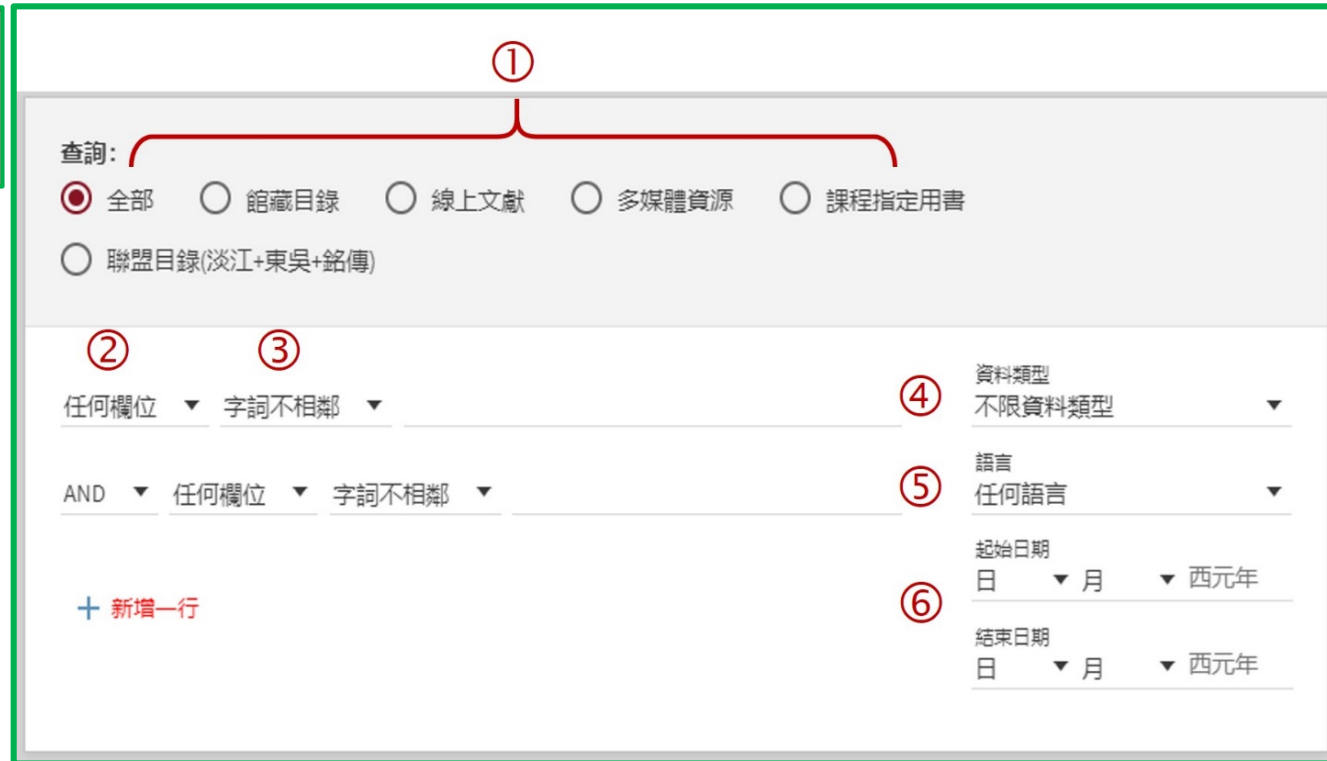 ①
查詢:
全部 館藏目錄 線上文獻 多媒體資源 課程指定用書
聯盟目錄(淡江+東吳+銘傳)
② ③
任何欄位 字詞不相鄰
AND 任何欄位 字詞不相鄰
+ 新增一行
④ 資料類型
不限資料類型
⑤ 語言
任何語言
⑥ 起始日期
日 月 西元年
結束日期
日 月 西元年